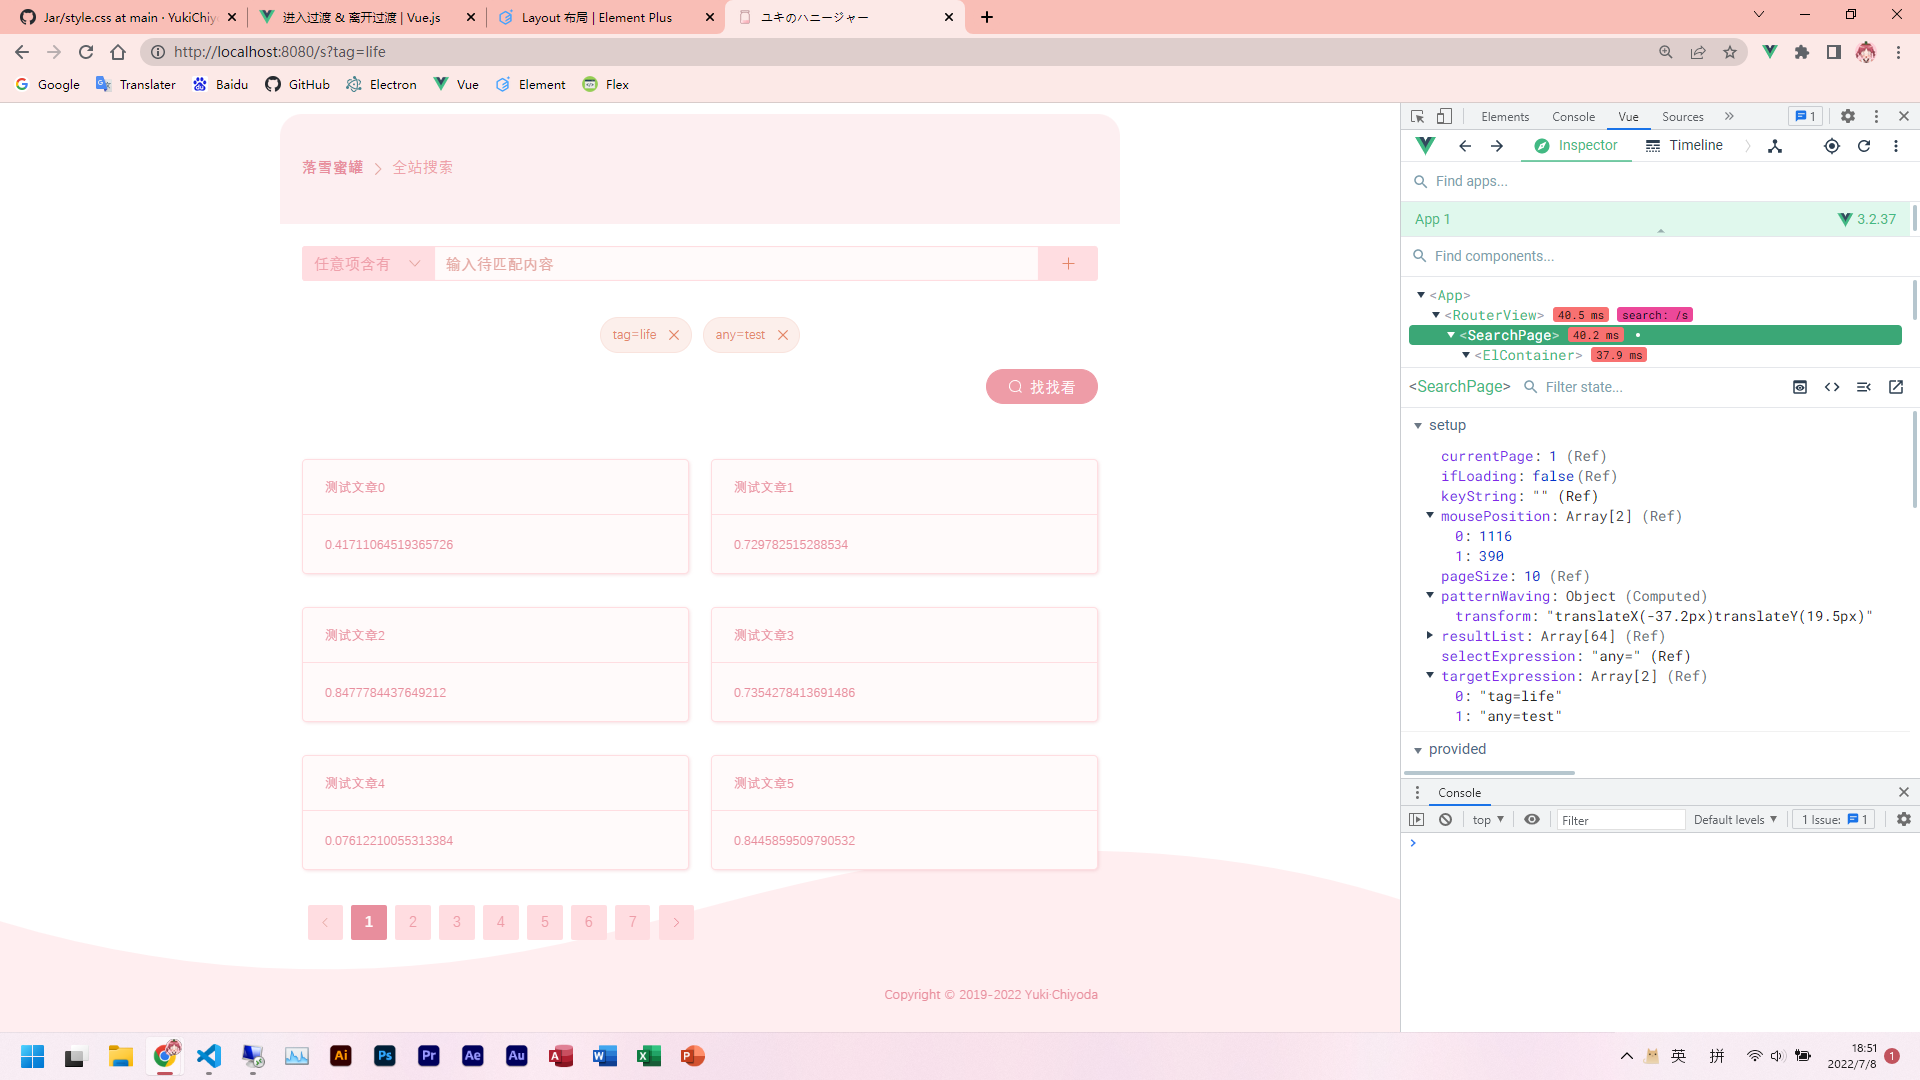 Jar/style.css at main · YukiChiy
进入过渡 & 离开过渡 | Vue.js
Layout 布局 | Element Plus
ユキのハニージャー
http://localhost:8080/s?tag=life
Google
Translater
Baidu
GitHub
Electron
Vue
Element
Flex
落雪蜜罐
全站搜索
任意项含有
输入待匹配内容
tag=life
any=test
找找看
测试文章0
0.41711064519365726
测试文章1
0.729782515288534
测试文章2
0.8477784437649212
测试文章3
0.7354278413691486
测试文章4
0.07612210055313384
测试文章5
0.8445859509790532
1 2 3 4 5 6 7
Copyright © 2019-2022 Yuki·Chiyoda
Elements
Console
Vue
Sources
1
Inspector
Timeline
Find apps...
App 1
3.2.37
Find components...
<App>
<RouterView> 40.5 ms search: /s
<SearchPage> 40.2 ms
<ElContainer> 37.9 ms
<SearchPage>
Filter state...
setup
currentPage: 1 (Ref)
ifLoading: false (Ref)
keyString: "" (Ref)
mousePosition: Array[2] (Ref)
0: 1116
1: 390
pageSize: 10 (Ref)
patternWaving: Object (Computed)
transform: "translateX(-37.2px)translateY(19.5px)"
resultList: Array[64] (Ref)
selectExpression: "any=" (Ref)
targetExpression: Array[2] (Ref)
0: "tag=life"
1: "any=test"
provided
Console
top
Filter
Default levels
1 Issue: 1
Ai
Ps
Pr
Ae
Au
A
W
X
P
英
拼
18:51
2022/7/8
1